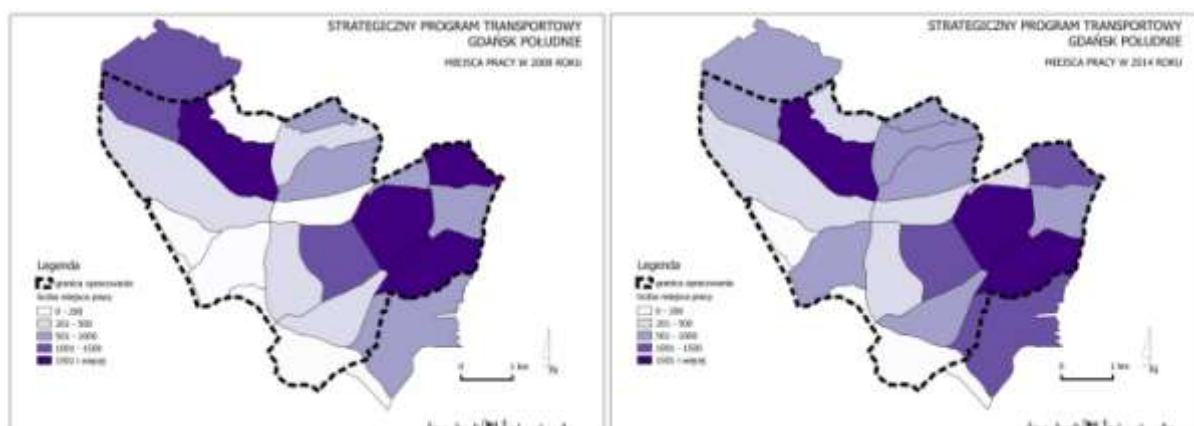 STRATEGICZNY PROGRAM TRANSPORTOWY
GDAŃSK POŁUDNIE
MIEJSCA PRACY W 2009 ROKU
Legenda
granica opracowania
liczba miejsc pracy
0 - 200
201 - 500
501 - 1000
1001 - 1500
1501 i więcej
0 1 km
STRATEGICZNY PROGRAM TRANSPORTOWY
GDAŃSK POŁUDNIE
MIEJSCA PRACY W 2014 ROKU
Legenda
granica opracowania
liczba miejsc pracy
0 - 200
201 - 500
501 - 1000
1001 - 1500
1501 i więcej
0 1 km